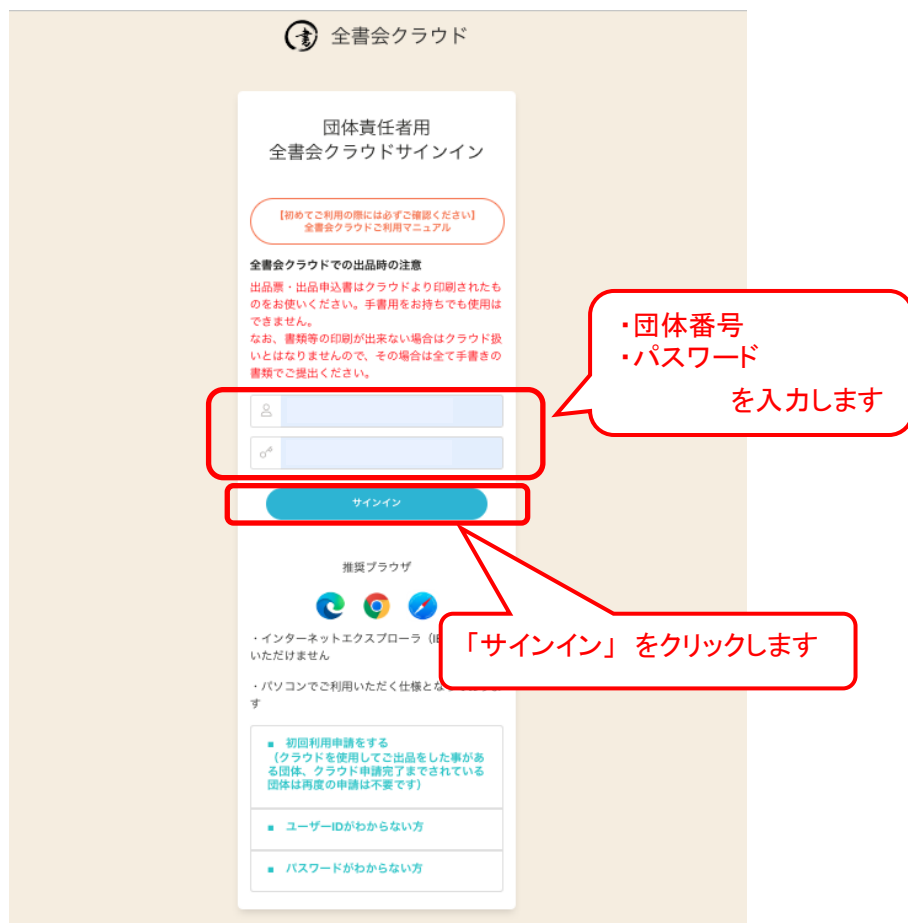 全書会クラウド
団体責任者用
全書会クラウドサインイン
【初めてご利用の際には必ずご確認ください】
全書会クラウドご利用マニュアル
全書会クラウドでの出品時の注意
出品票・出品申込書はクラウドより印刷されたも
のをお使いください。手書用をお持ちでも使用は
できません。
なお、書類等の印刷が出来ない場合はクラウド扱
いとはなりませんので、その場合は全て手書きの
書類でご提出ください。
・団体番号
・パスワード
を入力します
サインイン
推奨ブラウザ
「サインイン」をクリックします
・インターネットエクスプローラ（
いただけません
・パソコンでご利用いただく仕様とな
す
■ 初回利用申請をする
（クラウドを使用してご出品をした事があ
る団体、クラウド申請完了までされている
団体は再度の申請は不要です）
■ ユーザーIDがわからない方
■ パスワードがわからない方